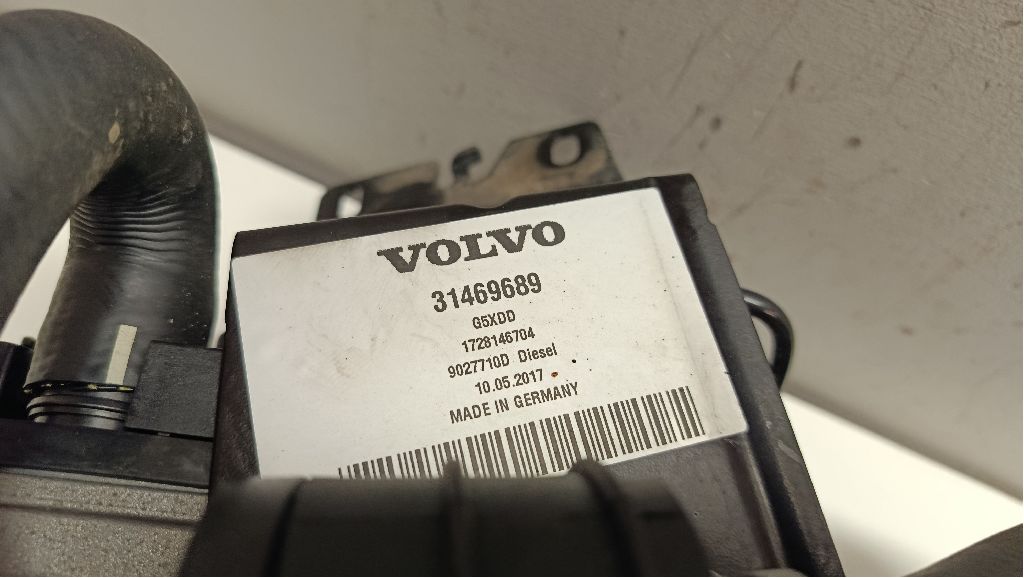 VOLVO
31469689
G5XDD
1728146704
9027710D Diesel
10.05.2017
MADE IN GERMANY